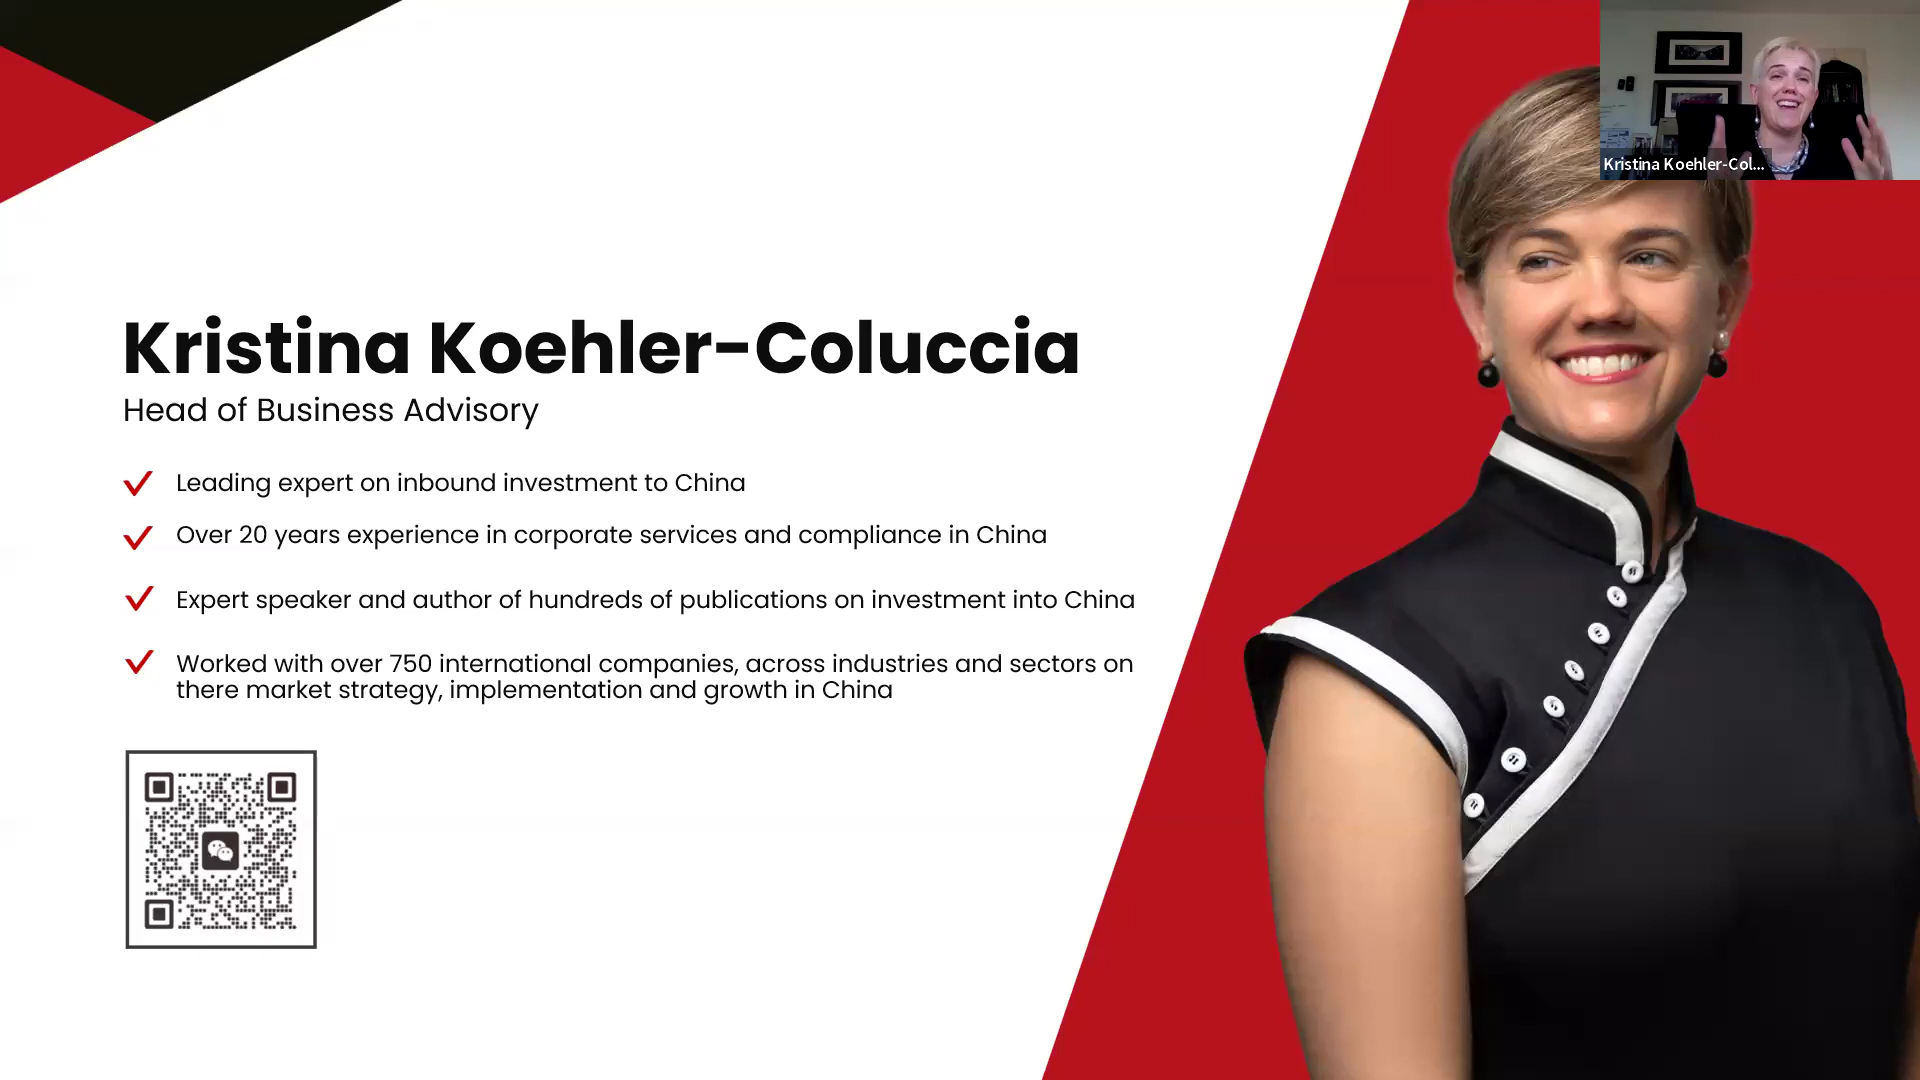 Kristina Koehler-Col...
Kristina Koehler-Coluccia
Head of Business Advisory
Leading expert on inbound investment to China
Over 20 years experience in corporate services and compliance in China
Expert speaker and author of hundreds of publications on investment into China
Worked with over 750 international companies, across industries and sectors on
there market strategy, implementation and growth in China